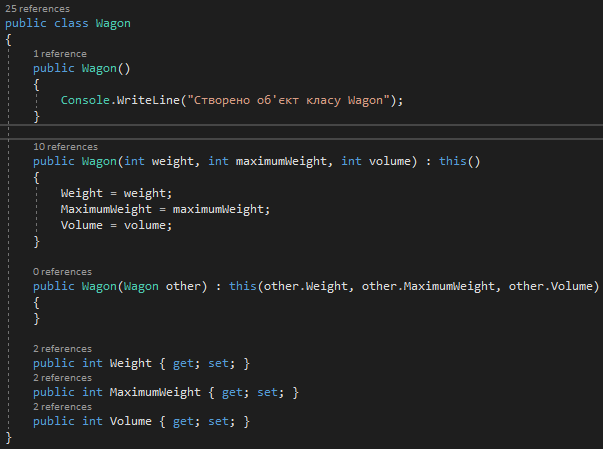 25 references
public class Wagon
{
1 reference
public Wagon()
{
Console.WriteLine("Створено об'єкт класу Wagon");
}
10 references
public Wagon(int weight, int maximumWeight, int volume) : this()
{
Weight = weight;
MaximumWeight = maximumWeight;
Volume = volume;
}
0 references
public Wagon(Wagon other) : this(other.Weight, other.MaximumWeight, other.Volume)
{
}
2 references
public int Weight { get; set; }
2 references
public int MaximumWeight { get; set; }
2 references
public int Volume { get; set; }
}